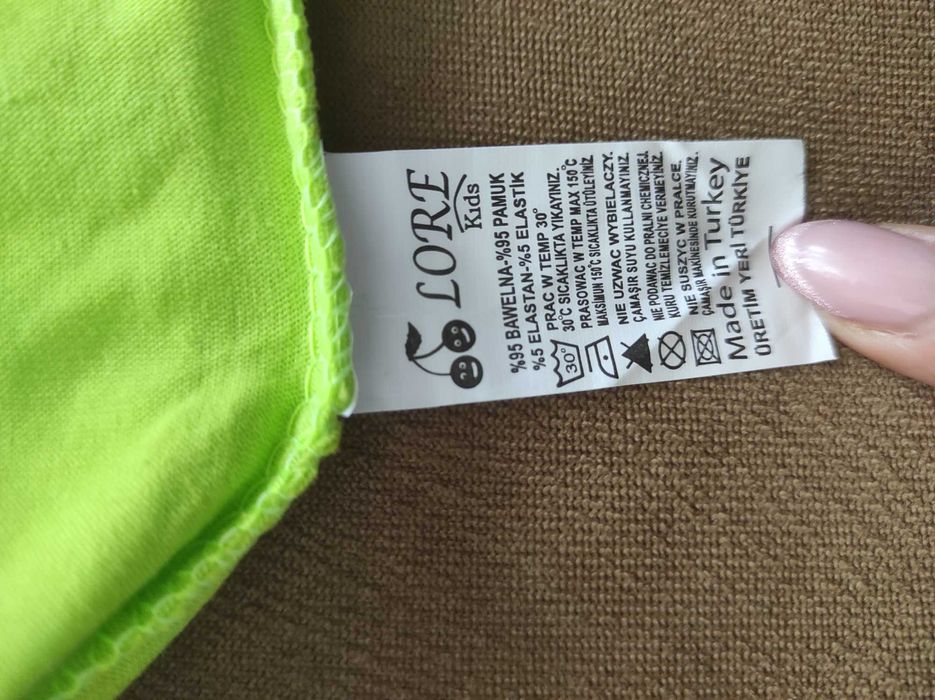 LORE
Kids
%95 BAWELNA-%95 PAMUK
%5 ELASTAN-%5 ELASTİK
PRAC W TEMP 30°
30°C SICAKLIKTA YIKAYINIZ.
PRASOWAC W TEMP MAX 150°C
MAKSİMUN 150°C SICAKLIKTA ÜTÜLEYİNİZ
NIE UZWAC WYBIELACZY.
ÇAMAŞIR SUYU KULLANMAYINIZ.
NIE PODAWAC DO PRALNI CHEMICZNEJ.
KURU TEMİZLEMECİYE VERMEYİNİZ.
NIE SUSZYC W PRALCE.
ÇAMAŞIR MAKİNESİNDE KURUTMAYINIZ.
30°
Made in Turkey
ÜRETİM YERİ TÜRKİYE